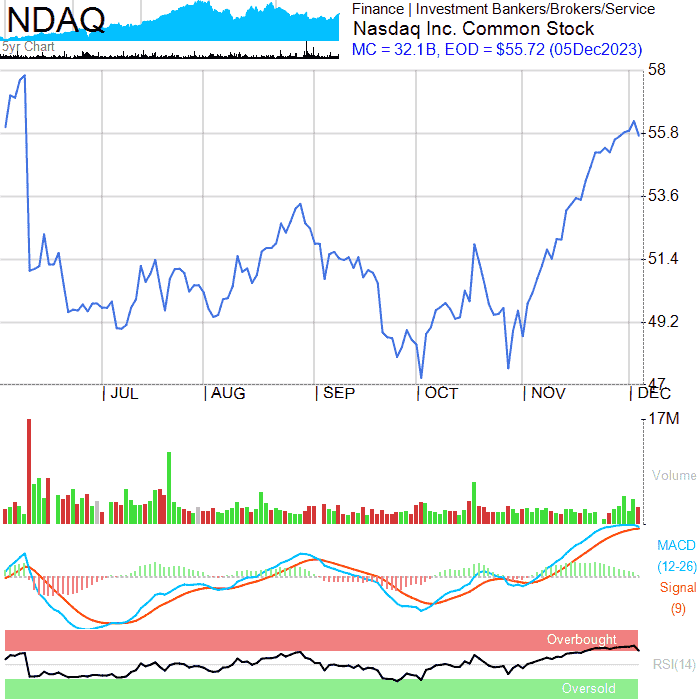 NDAQ
5yr Chart
Finance | Investment Bankers/Brokers/Service
Nasdaq Inc. Common Stock
MC = 32.1B, EOD = $55.72 (05Dec2023)
58
55.8
53.6
51.4
49.2
47
| JUL | AUG | SEP | OCT | NOV | DEC
17M
Volume
MACD
(12-26)
Signal
(9)
Overbought
RSI(14)
Oversold